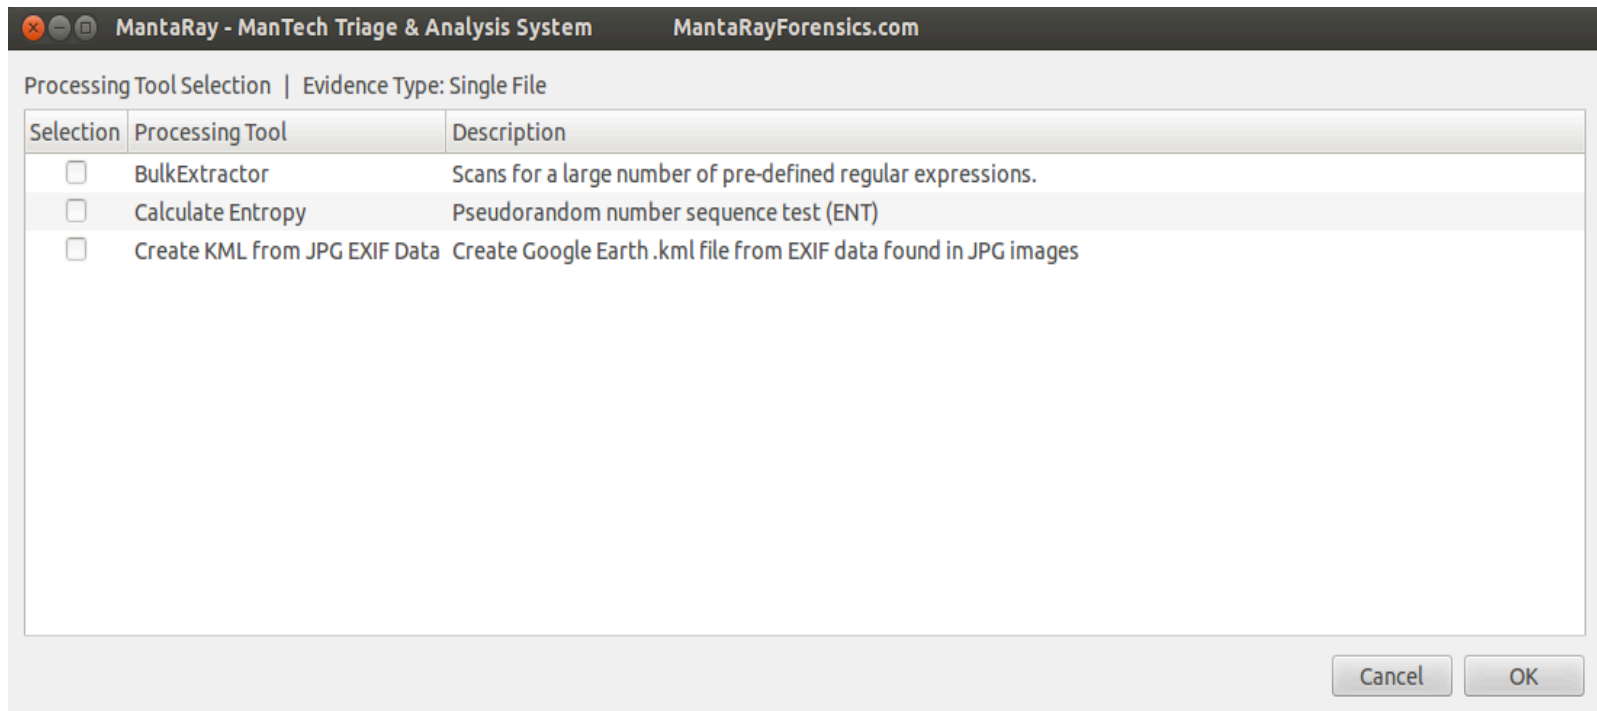 MantaRay - ManTech Triage & Analysis System MantaRayForensics.com
Processing Tool Selection | Evidence Type: Single File
Selection Processing Tool Description
BulkExtractor Scans for a large number of pre-defined regular expressions.
Calculate Entropy Pseudorandom number sequence test (ENT)
Create KML from JPG EXIF Data Create Google Earth .kml file from EXIF data found in JPG images
Cancel OK